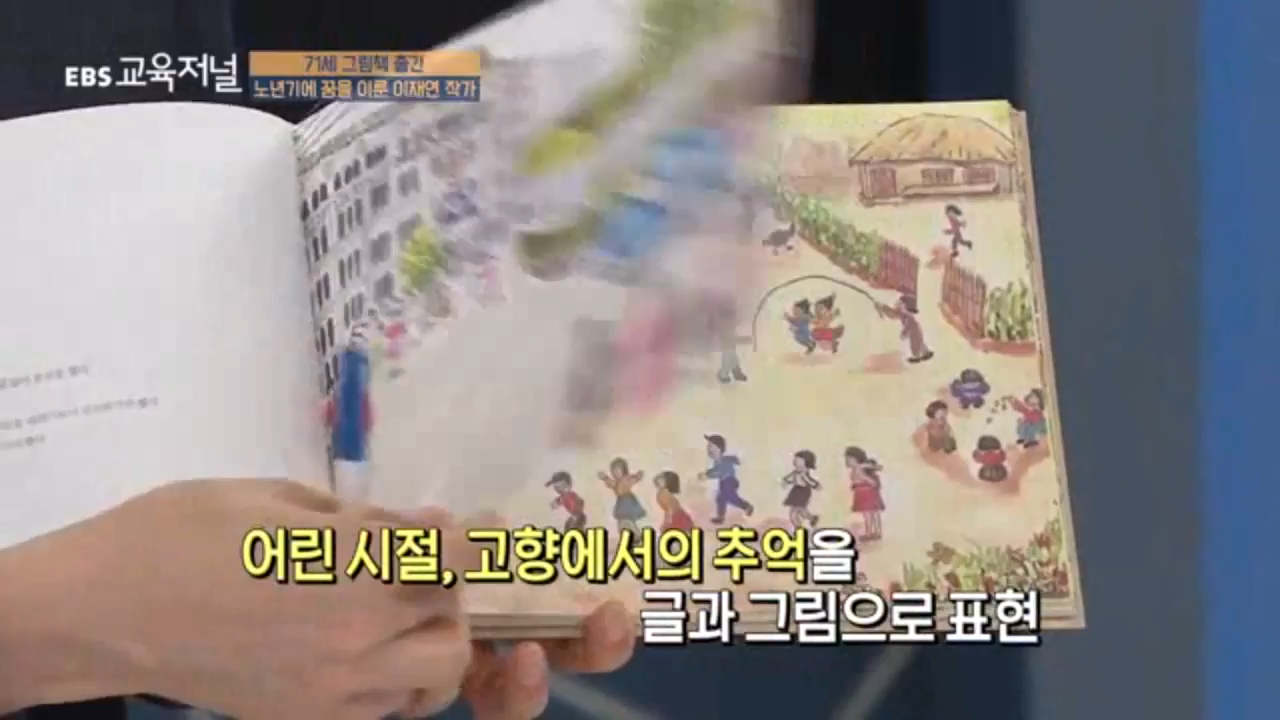 EBS 교육저널
71세 그림책 출간
노년기에 꿈을 이룬 이재연 작가
어린 시절, 고향에서의 추억을
글과 그림으로 표현